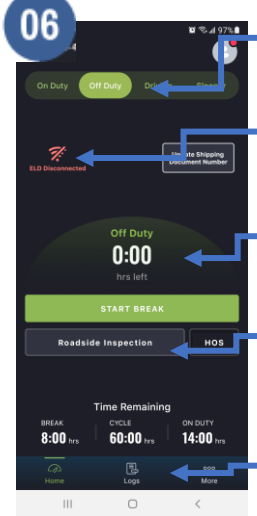 06
97%
On Duty Off Duty Driving Sleeper
ELD Disconnected
Update Shipping
Document Number
Off Duty
0:00
hrs left
START BREAK
Roadside Inspection HOS
Time Remaining
BREAK CYCLE ON DUTY
8:00 hrs 60:00 hrs 14:00 hrs
Home Logs More